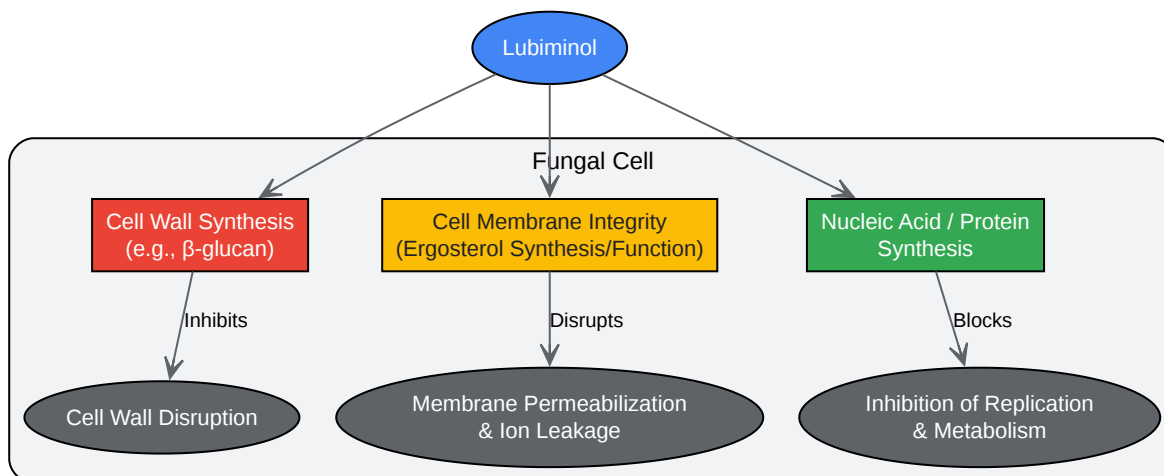 Lubiminol
Fungal Cell
Cell Wall Synthesis
(e.g., β-glucan)
Cell Membrane Integrity
(Ergosterol Synthesis/Function)
Nucleic Acid / Protein
Synthesis
Inhibits
Disrupts
Blocks
Cell Wall Disruption
Membrane Permeabilization
& Ion Leakage
Inhibition of Replication
& Metabolism